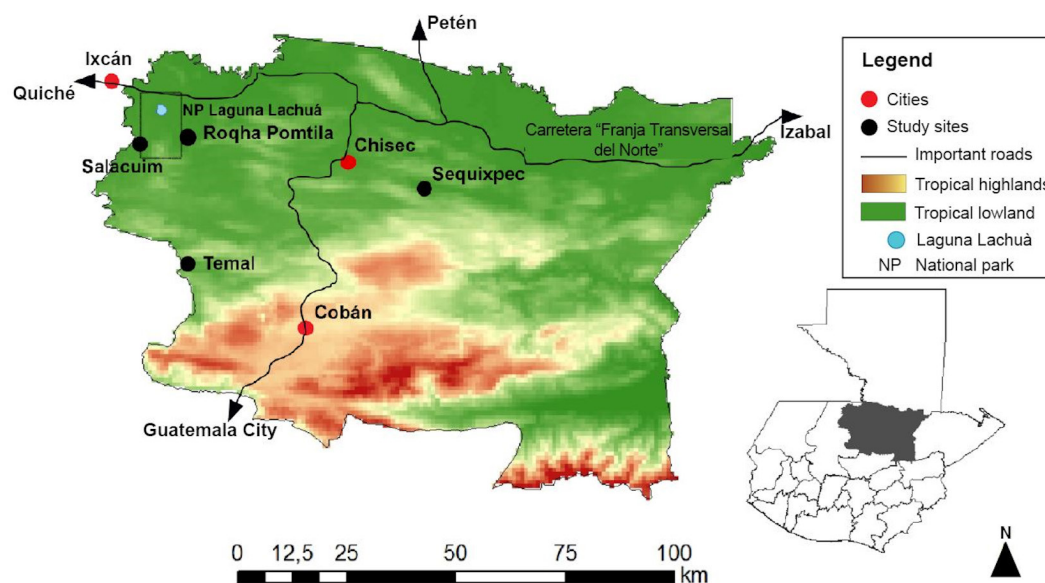 Petén
Ixcán
Quiché
NP Laguna Lachuá
Roqha Pomtila
Salacuim
Chisec
Sequixpec
Carretera “Franja Transversal
del Norte”
Izabal
Temal
Cobán
Guatemala City
Legend
Cities
Study sites
Important roads
Tropical highlands
Tropical lowland
Laguna Lachuà
NP National park
0 12,5 25 50 75 100
km
N